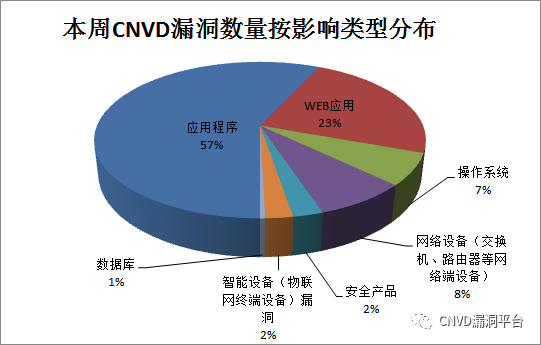 本周CNVD漏洞数量按影响类型分布
WEB应用
23%
应用程序
57%
操作系统
7%
网络设备（交换
机、路由器等网
络端设备）
8%
安全产品
2%
智能设备（物联
网终端设备）漏
洞
2%
数据库
1%
CNVD漏洞平台